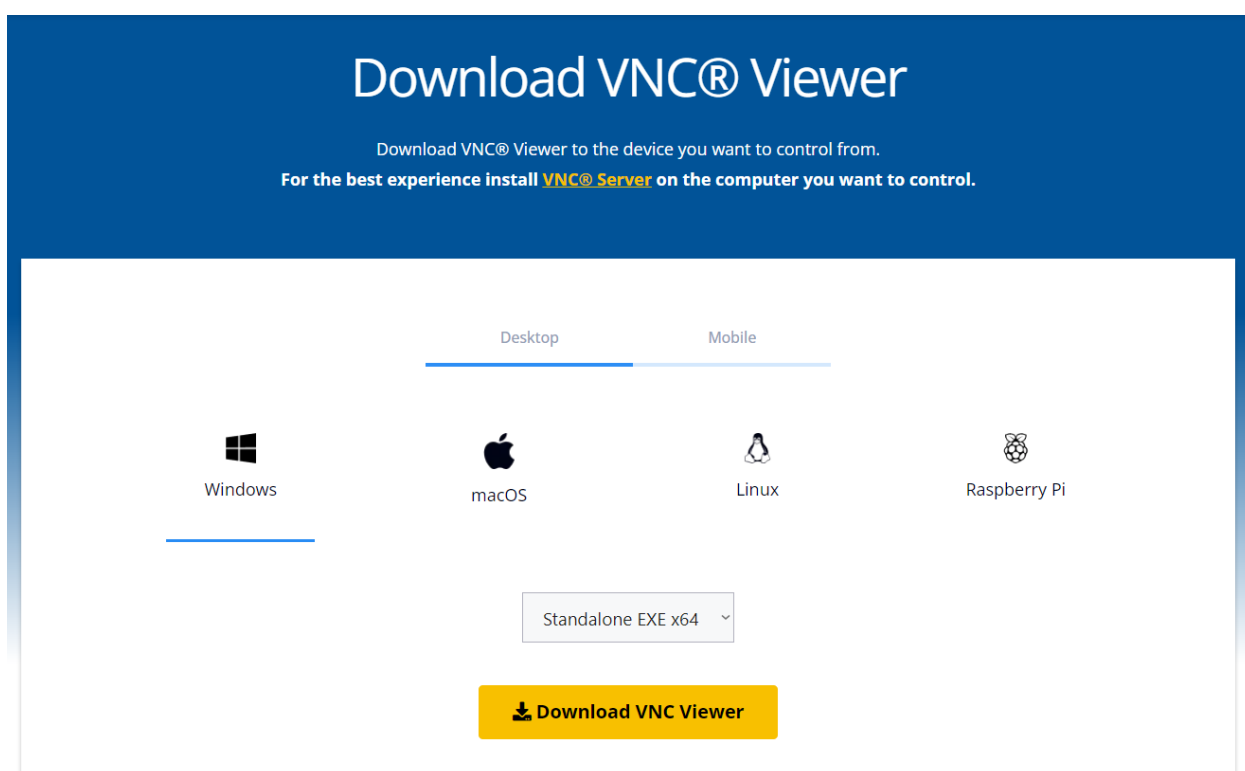 Download VNC® Viewer
Download VNC® Viewer to the device you want to control from.
For the best experience install VNC® Server on the computer you want to control.
Desktop
Mobile
Windows
macOS
Linux
Raspberry Pi
Standalone EXE x64
Download VNC Viewer